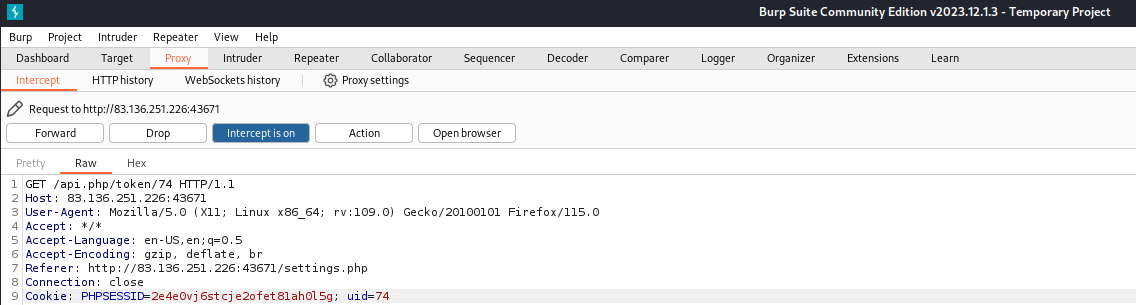 Burp Suite Community Edition v2023.12.1.3 - Temporary Project
Burp Project Intruder Repeater View Help
Dashboard Target Proxy Intruder Repeater Collaborator Sequencer Decoder Comparer Logger Organizer Extensions Learn
Intercept HTTP history WebSockets history Proxy settings
Request to http://83.136.251.226:43671
Forward Drop Intercept is on Action Open browser
Pretty Raw Hex
1 GET /api.php/token/74 HTTP/1.1
2 Host: 83.136.251.226:43671
3 User-Agent: Mozilla/5.0 (X11; Linux x86_64; rv:109.0) Gecko/20100101 Firefox/115.0
4 Accept: */*
5 Accept-Language: en-US,en;q=0.5
6 Accept-Encoding: gzip, deflate, br
7 Referer: http://83.136.251.226:43671/settings.php
8 Connection: close
9 Cookie: PHPSESSID=2e4e0vj6stcje2ofet81ah0l5g; uid=74